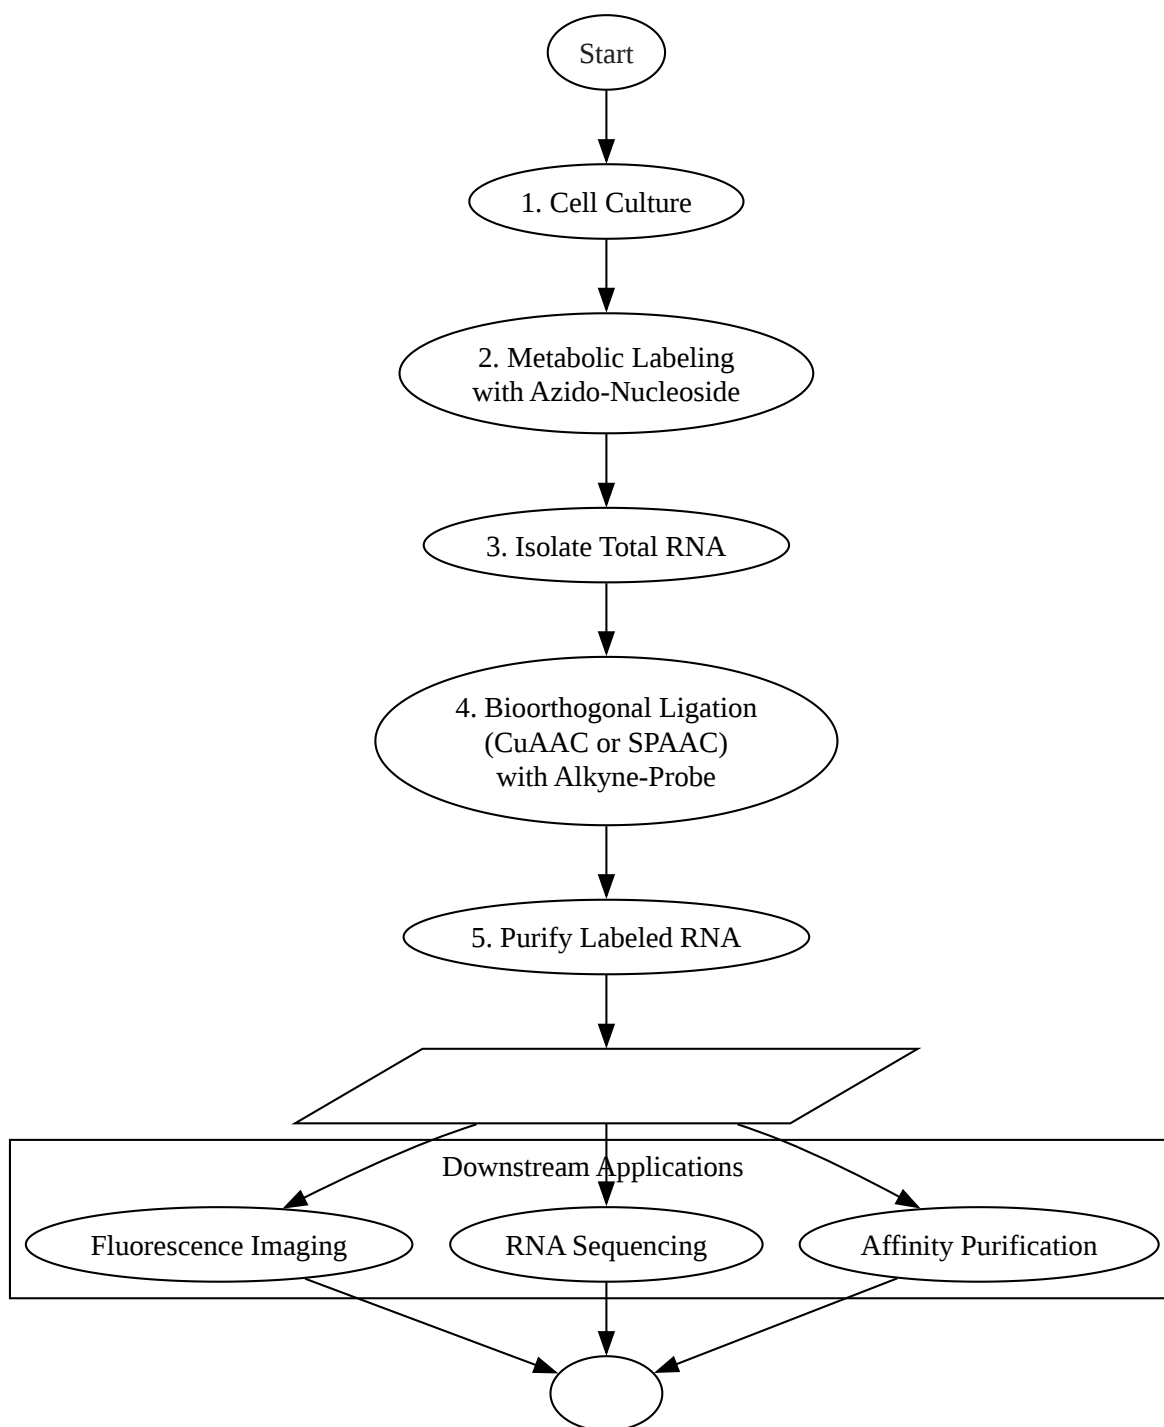 Start
1. Cell Culture
2. Metabolic Labeling
with Azido-Nucleoside
3. Isolate Total RNA
4. Bioorthogonal Ligation
(CuAAC or SPAAC)
with Alkyne-Probe
5. Purify Labeled RNA
Downstream Applications
Fluorescence Imaging
RNA Sequencing
Affinity Purification